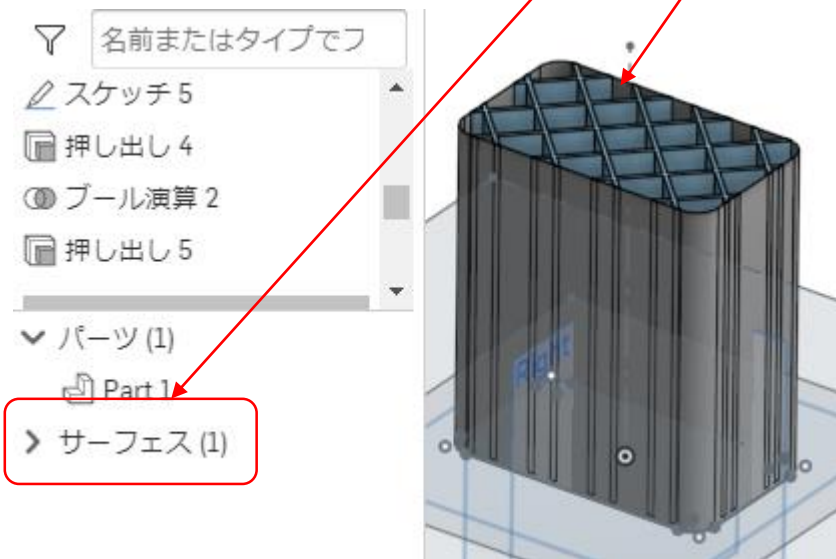 名前またはタイプでフ
スケッチ 5
押し出し 4
ブール演算 2
押し出し 5
パーツ (1)
Part 1
サーフェス (1)
Right